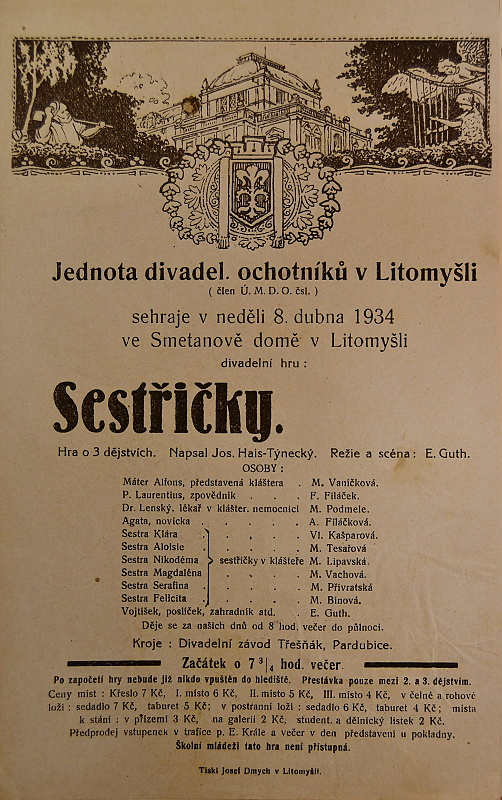 Jednota divadel. ochotníků v Litomyšli
( člen Ú. M. D. O. čsl. )
sehraje v neděli 8. dubna 1934
ve Smetanově domě v Litomyšli
divadelní hru :
Sestřičky.
Hra o 3 dějstvích. Napsal Jos. Hais-Týnecký. Režie a scéna : E. Guth.
OSOBY :
Máter Alfons, představená kláštera . M. Vaníčková.
P. Laurentius, zpovědník . . . F. Filáček.
Dr. Lenský. lékař v klášter. nemocnici M. Podmele.
Agata, novicka . . . . . A. Filáčková.
Sestra Klára . . . . Vl. Kašparová.
Sestra Aloisie . . . . M. Tesařová
Sestra Nikodéma sestřičky v klášteře M. Lipavská.
Sestra Magdaléna . . . . M. Vachová.
Sestra Serafína . . . . M. Přívratská
Sestra Felicita . . . . M. Binová.
Vojtíšek, poslíček, zahradník atd. . E. Guth.
Děje se za našich dnů od 8 hod. večer do půlnoci.
Kroje : Divadelní závod Třešňák, Pardubice.
Začátek o 7 3/4 hod. večer.
Po započetí hry nebude již nikdo vpuštěn do hlediště. Přestávka pouze mezi 2. a 3. dějstvím.
Ceny míst : Křeslo 7 Kč, I. místo 6 Kč, II. místo 5 Kč, III. místo 4 Kč, v čelné a rohové
loži : sedadlo 7 Kč, taburet 5 Kč; v postranní loži : sedadlo 6 Kč, taburet 4 Kč; místa
k stání : v přízemí 3 Kč, na galerii 2 Kč, student. a dělnický lístek 2 Kč.
Předprodej vstupenek v trafice p. E. Krále a večer v den představení u pokladny.
Školní mládeži tato hra není přístupná.
Tiskl Josef Dmych v Litomyšli.